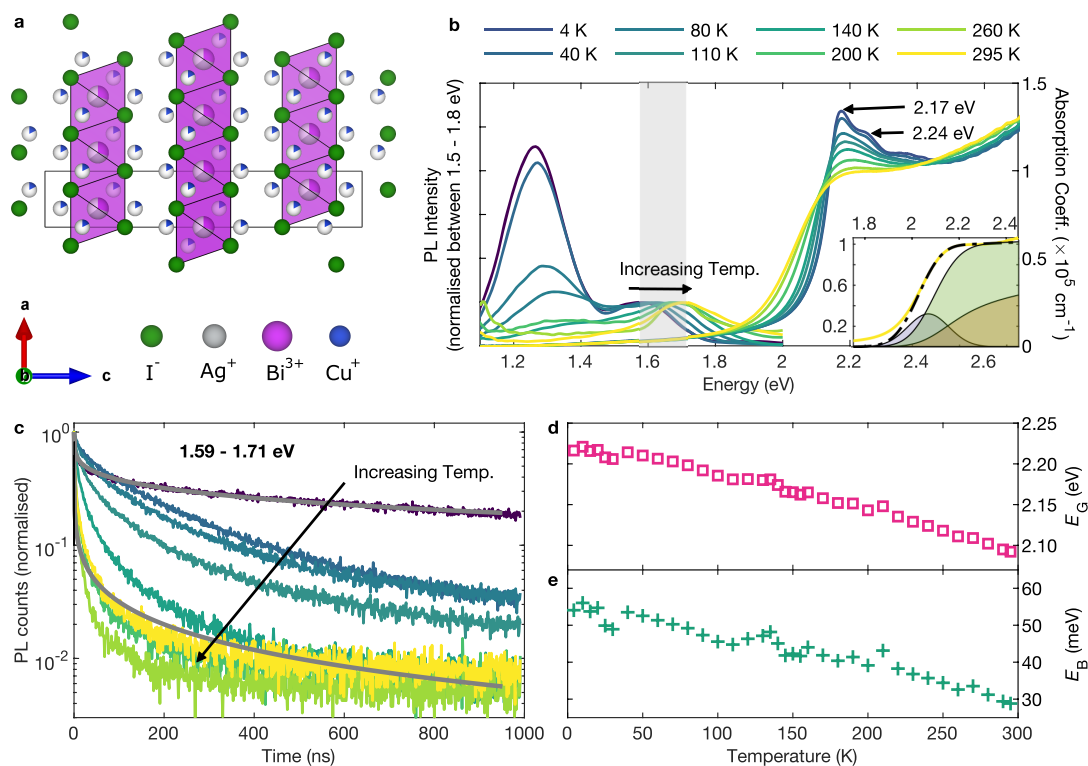 a
a
b
c
I⁻
Ag⁺
Bi³⁺
Cu⁺
b
4 K
80 K
140 K
260 K
40 K
110 K
200 K
295 K
PL Intensity
(normalised between 1.5 - 1.8 eV)
2.17 eV
2.24 eV
Increasing Temp.
1.5
1
0.5
0
Absorption Coeff. (×10⁵ cm⁻¹)
1.8
2
2.2
2.4
1
0.6
0.2
1.2
1.4
1.6
1.8
2
2.2
2.4
2.6
Energy (eV)
c
1.59 - 1.71 eV
Increasing Temp.
10⁰
10⁻¹
10⁻²
PL counts (normalised)
0
200
400
600
800
1000
Time (ns)
d
2.25
2.20
2.15
2.10
E_G (eV)
e
60
50
40
30
E_B (meV)
0
50
100
150
200
250
300
Temperature (K)